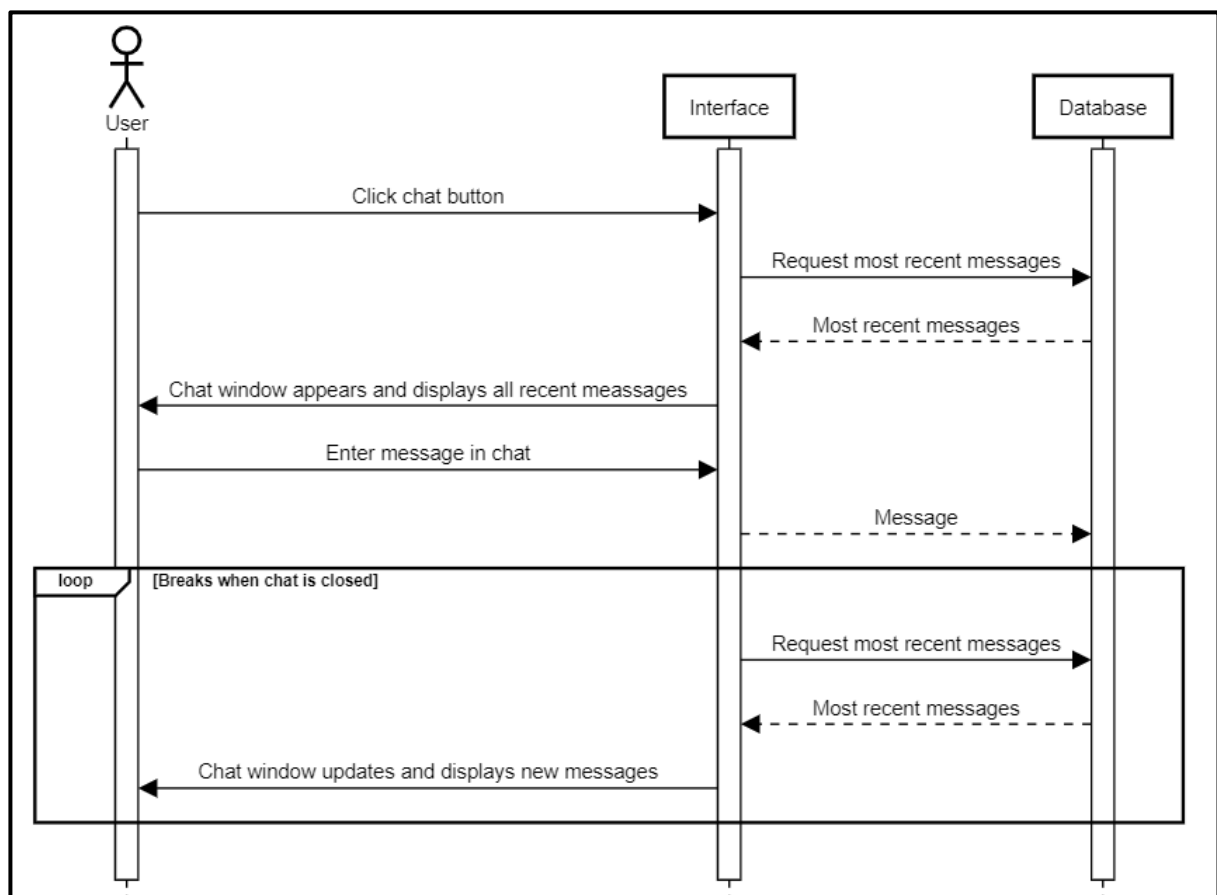 User
Interface
Database
Click chat button
Request most recent messages
Most recent messages
Chat window appears and displays all recent meassages
Enter message in chat
Message
loop [Breaks when chat is closed]
Request most recent messages
Most recent messages
Chat window updates and displays new messages